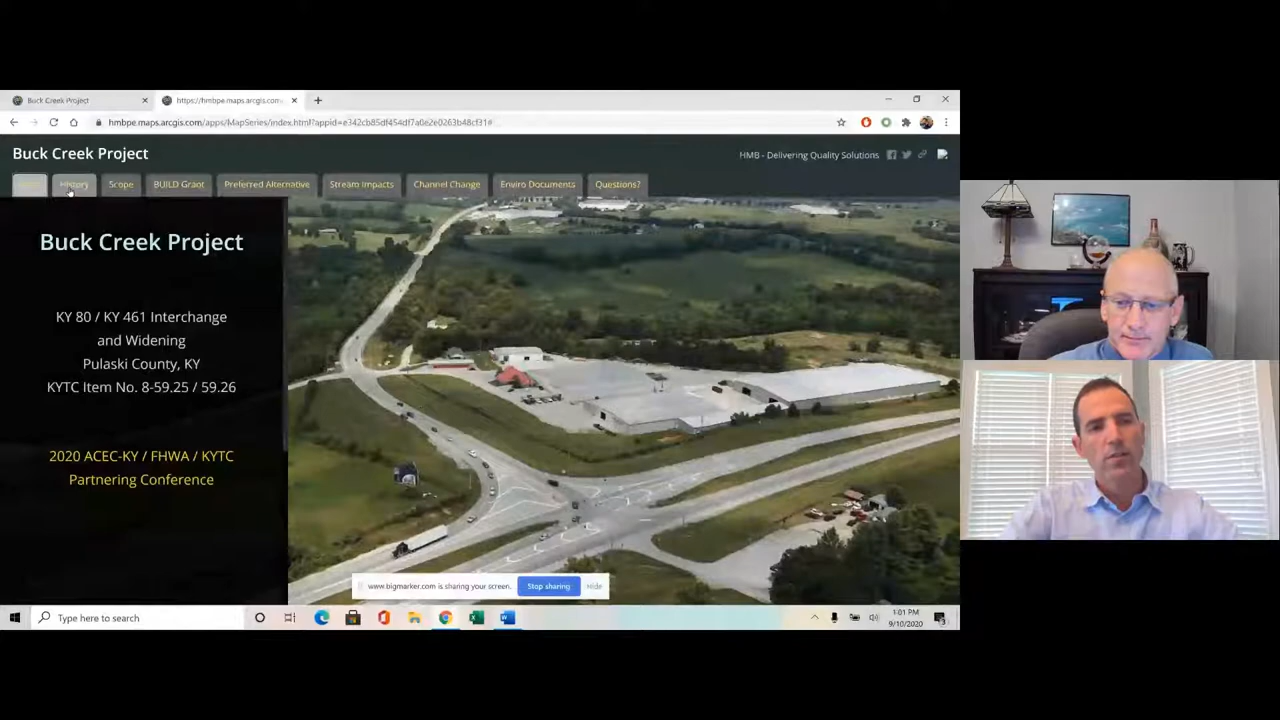 Buck Creek Project
https://hmbpe.maps.arcgis.com/
hmbpe.maps.arcgis.com/apps/MapSeries/index.html?appid=e342cb85df454df7a0e2e0263b48cf31#
Buck Creek Project
HMB - Delivering Quality Solutions
History Scope BUILD Grant Preferred Alternative Stream Impacts Channel Change Enviro Documents Questions?
Buck Creek Project
KY 80 / KY 461 Interchange
and Widening
Pulaski County, KY
KYTC Item No. 8-59.25 / 59.26
2020 ACEC-KY / FHWA / KYTC
Partnering Conference
www.bigmarker.com is sharing your screen.
Stop sharing
Hide
Type here to search
1:01 PM
9/10/2020